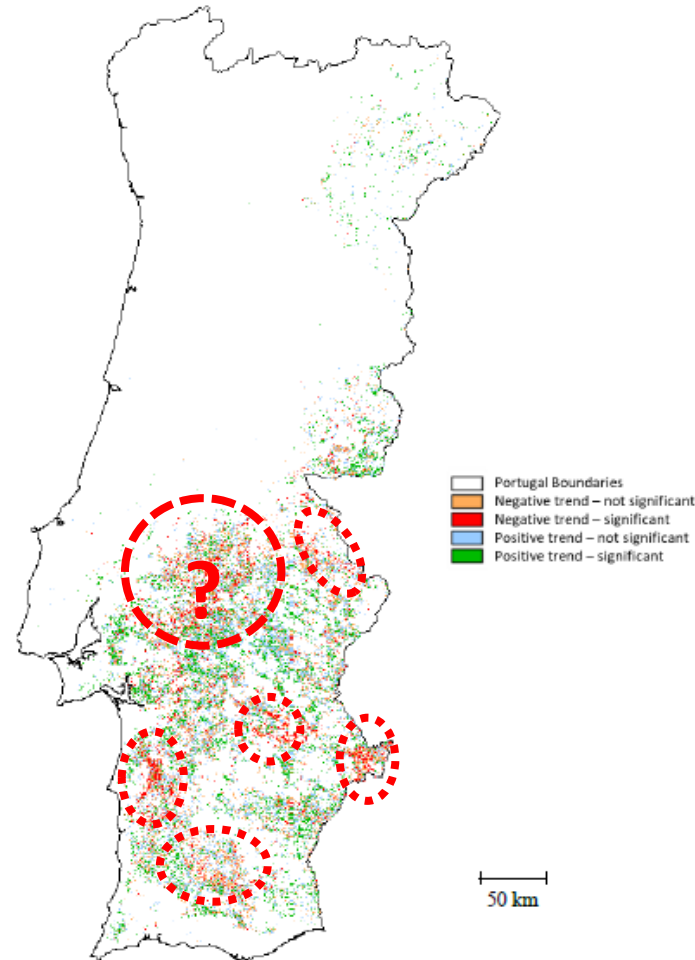 Portugal Boundaries
Negative trend – not significant
Negative trend – significant
Positive trend – not significant
Positive trend – significant
?
50 km